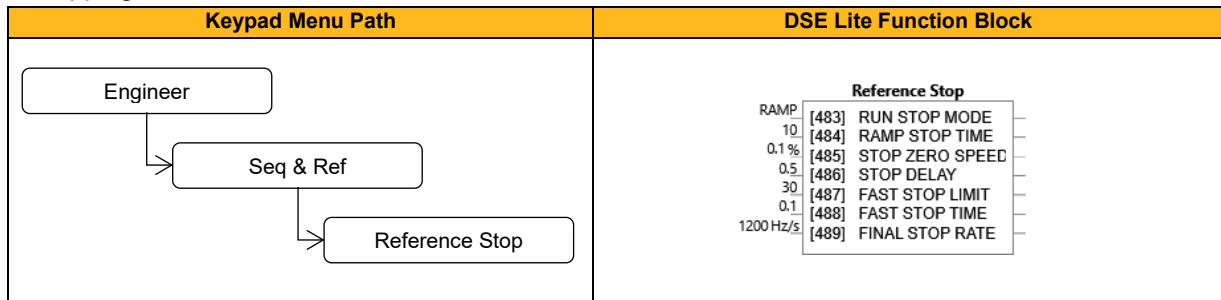 Keypad Menu Path
DSE Lite Function Block
Engineer
Seq & Ref
Reference Stop
Reference Stop
RAMP [483] RUN STOP MODE
10 [484] RAMP STOP TIME
0.1 % [485] STOP ZERO SPEED
0.5 [486] STOP DELAY
30 [487] FAST STOP LIMIT
0.1 [488] FAST STOP TIME
1200 Hz/s [489] FINAL STOP RATE